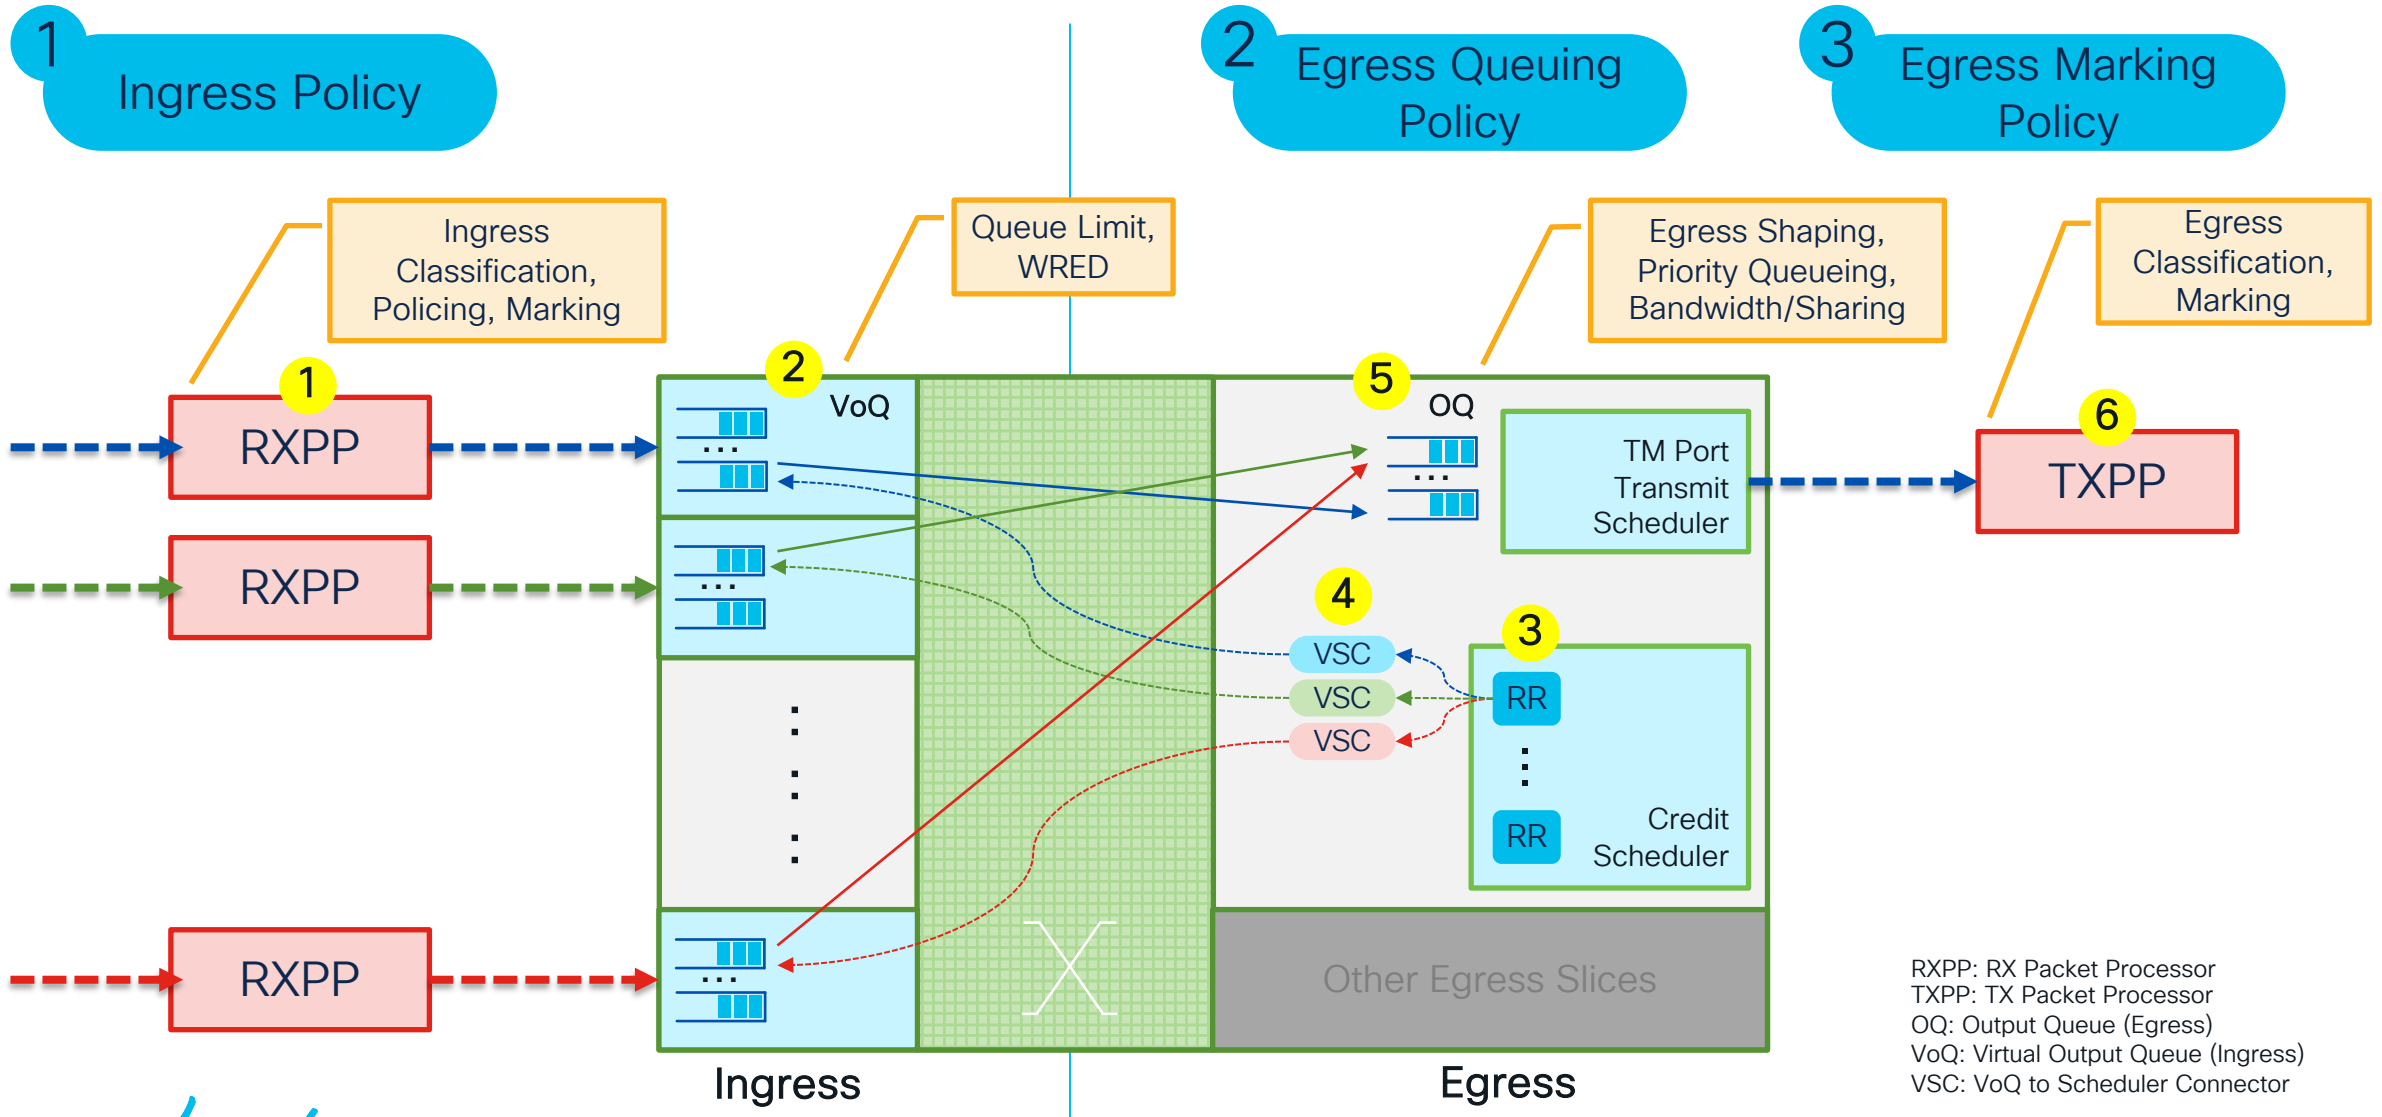 1
Ingress Policy
2
Egress Queuing
Policy
3
Egress Marking
Policy
Ingress
Classification,
Policing, Marking
Queue Limit,
WRED
Egress Shaping,
Priority Queueing,
Bandwidth/Sharing
Egress
Classification,
Marking
1
RXPP
RXPP
RXPP
2
VoQ
...
...
...
5
OQ
...
TM Port
Transmit
Scheduler
6
TXPP
4
VSC
VSC
VSC
3
RR
RR
Credit
Scheduler
Other Egress Slices
Ingress
Egress
RXPP: RX Packet Processor
TXPP: TX Packet Processor
OQ: Output Queue (Egress)
VoQ: Virtual Output Queue (Ingress)
VSC: VoQ to Scheduler Connector